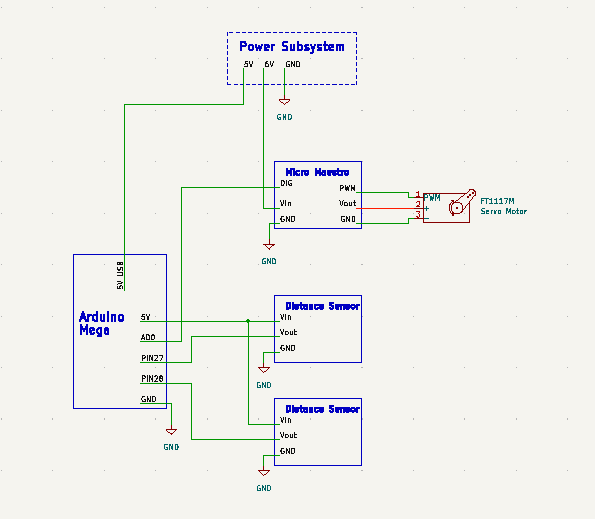 Power Subsystem
5V 6V GND
GND
Micro Maestro
DIG
PWM
Vin
Vout
GND
GND
GND
1
PWM
2
+
3
-
FT1117M
Servo Motor
5V USB
Arduino
Mega
5V
AD0
PIN27
PIN28
GND
GND
Distance Sensor
Vin
Vout
GND
GND
Distance Sensor
Vin
Vout
GND
GND